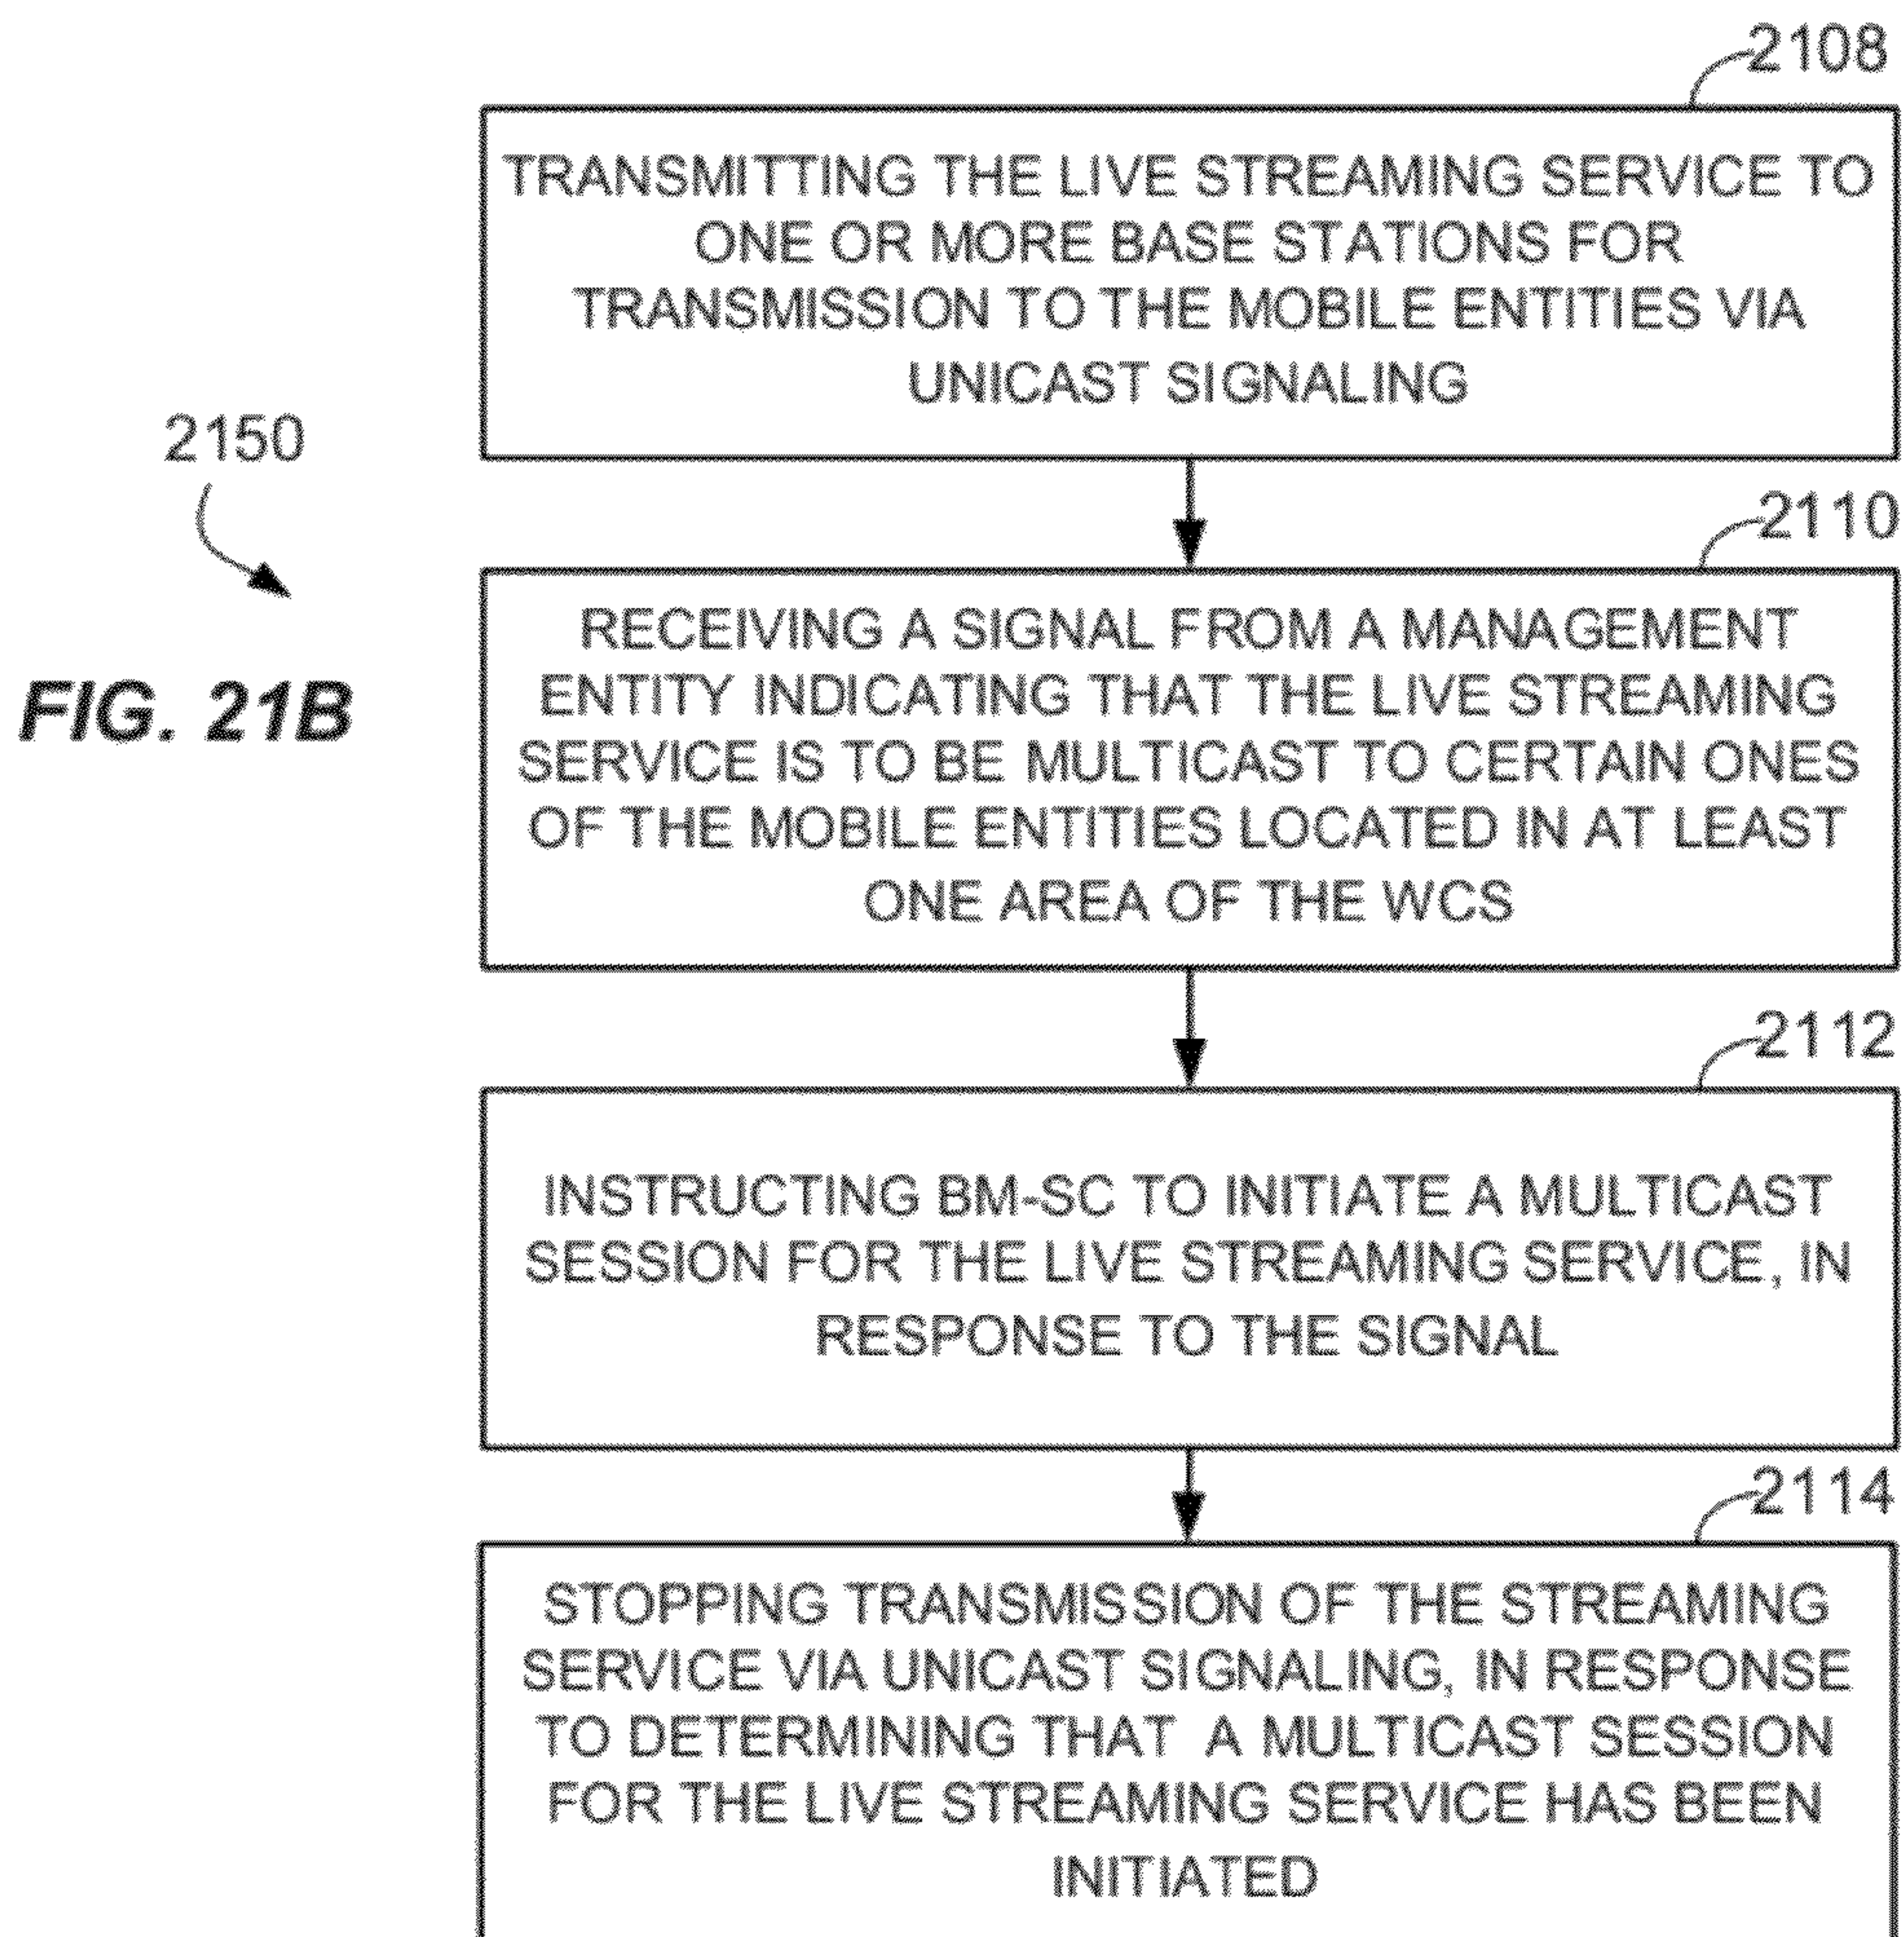 2108
TRANSMITTING THE LIVE STREAMING SERVICE TO
ONE OR MORE BASE STATIONS FOR
TRANSMISSION TO THE MOBILE ENTITIES VIA
UNICAST SIGNALING
2150
FIG. 21B
2110
RECEIVING A SIGNAL FROM A MANAGEMENT
ENTITY INDICATING THAT THE LIVE STREAMING
SERVICE IS TO BE MULTICAST TO CERTAIN ONES
OF THE MOBILE ENTITIES LOCATED IN AT LEAST
ONE AREA OF THE WCS
2112
INSTRUCTING BM-SC TO INITIATE A MULTICAST
SESSION FOR THE LIVE STREAMING SERVICE, IN
RESPONSE TO THE SIGNAL
2114
STOPPING TRANSMISSION OF THE STREAMING
SERVICE VIA UNICAST SIGNALING, IN RESPONSE
TO DETERMINING THAT A MULTICAST SESSION
FOR THE LIVE STREAMING SERVICE HAS BEEN
INITIATED